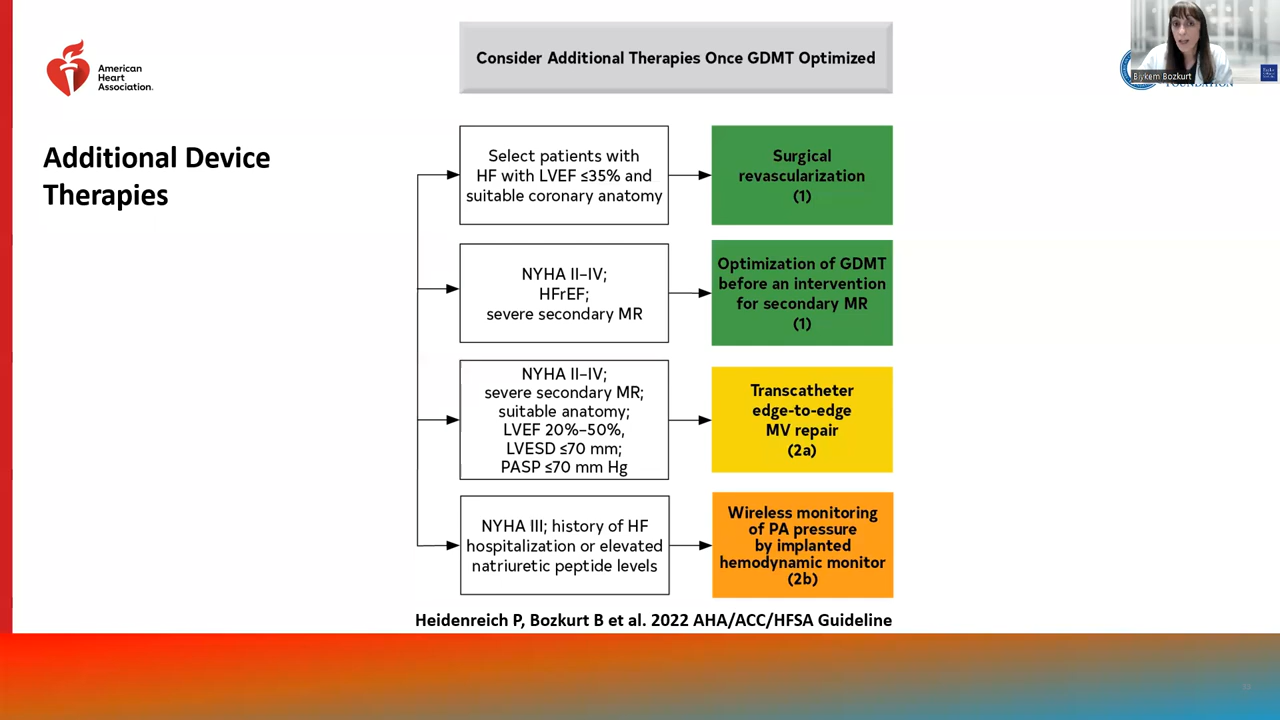 American
Heart
Association.
Consider Additional Therapies Once GDMT Optimized
Biykem Bozkurt
Additional Device
Therapies
Select patients with
HF with LVEF ≤35% and
suitable coronary anatomy
Surgical
revascularization
(1)
NYHA II–IV;
HFrEF;
severe secondary MR
Optimization of GDMT
before an intervention
for secondary MR
(1)
NYHA II–IV;
severe secondary MR;
suitable anatomy;
LVEF 20%–50%,
LVESD ≤70 mm;
PASP ≤70 mm Hg
Transcatheter
edge-to-edge
MV repair
(2a)
NYHA III; history of HF
hospitalization or elevated
natriuretic peptide levels
Wireless monitoring
of PA pressure
by implanted
hemodynamic monitor
(2b)
Heidenreich P, Bozkurt B et al. 2022 AHA/ACC/HFSA Guideline